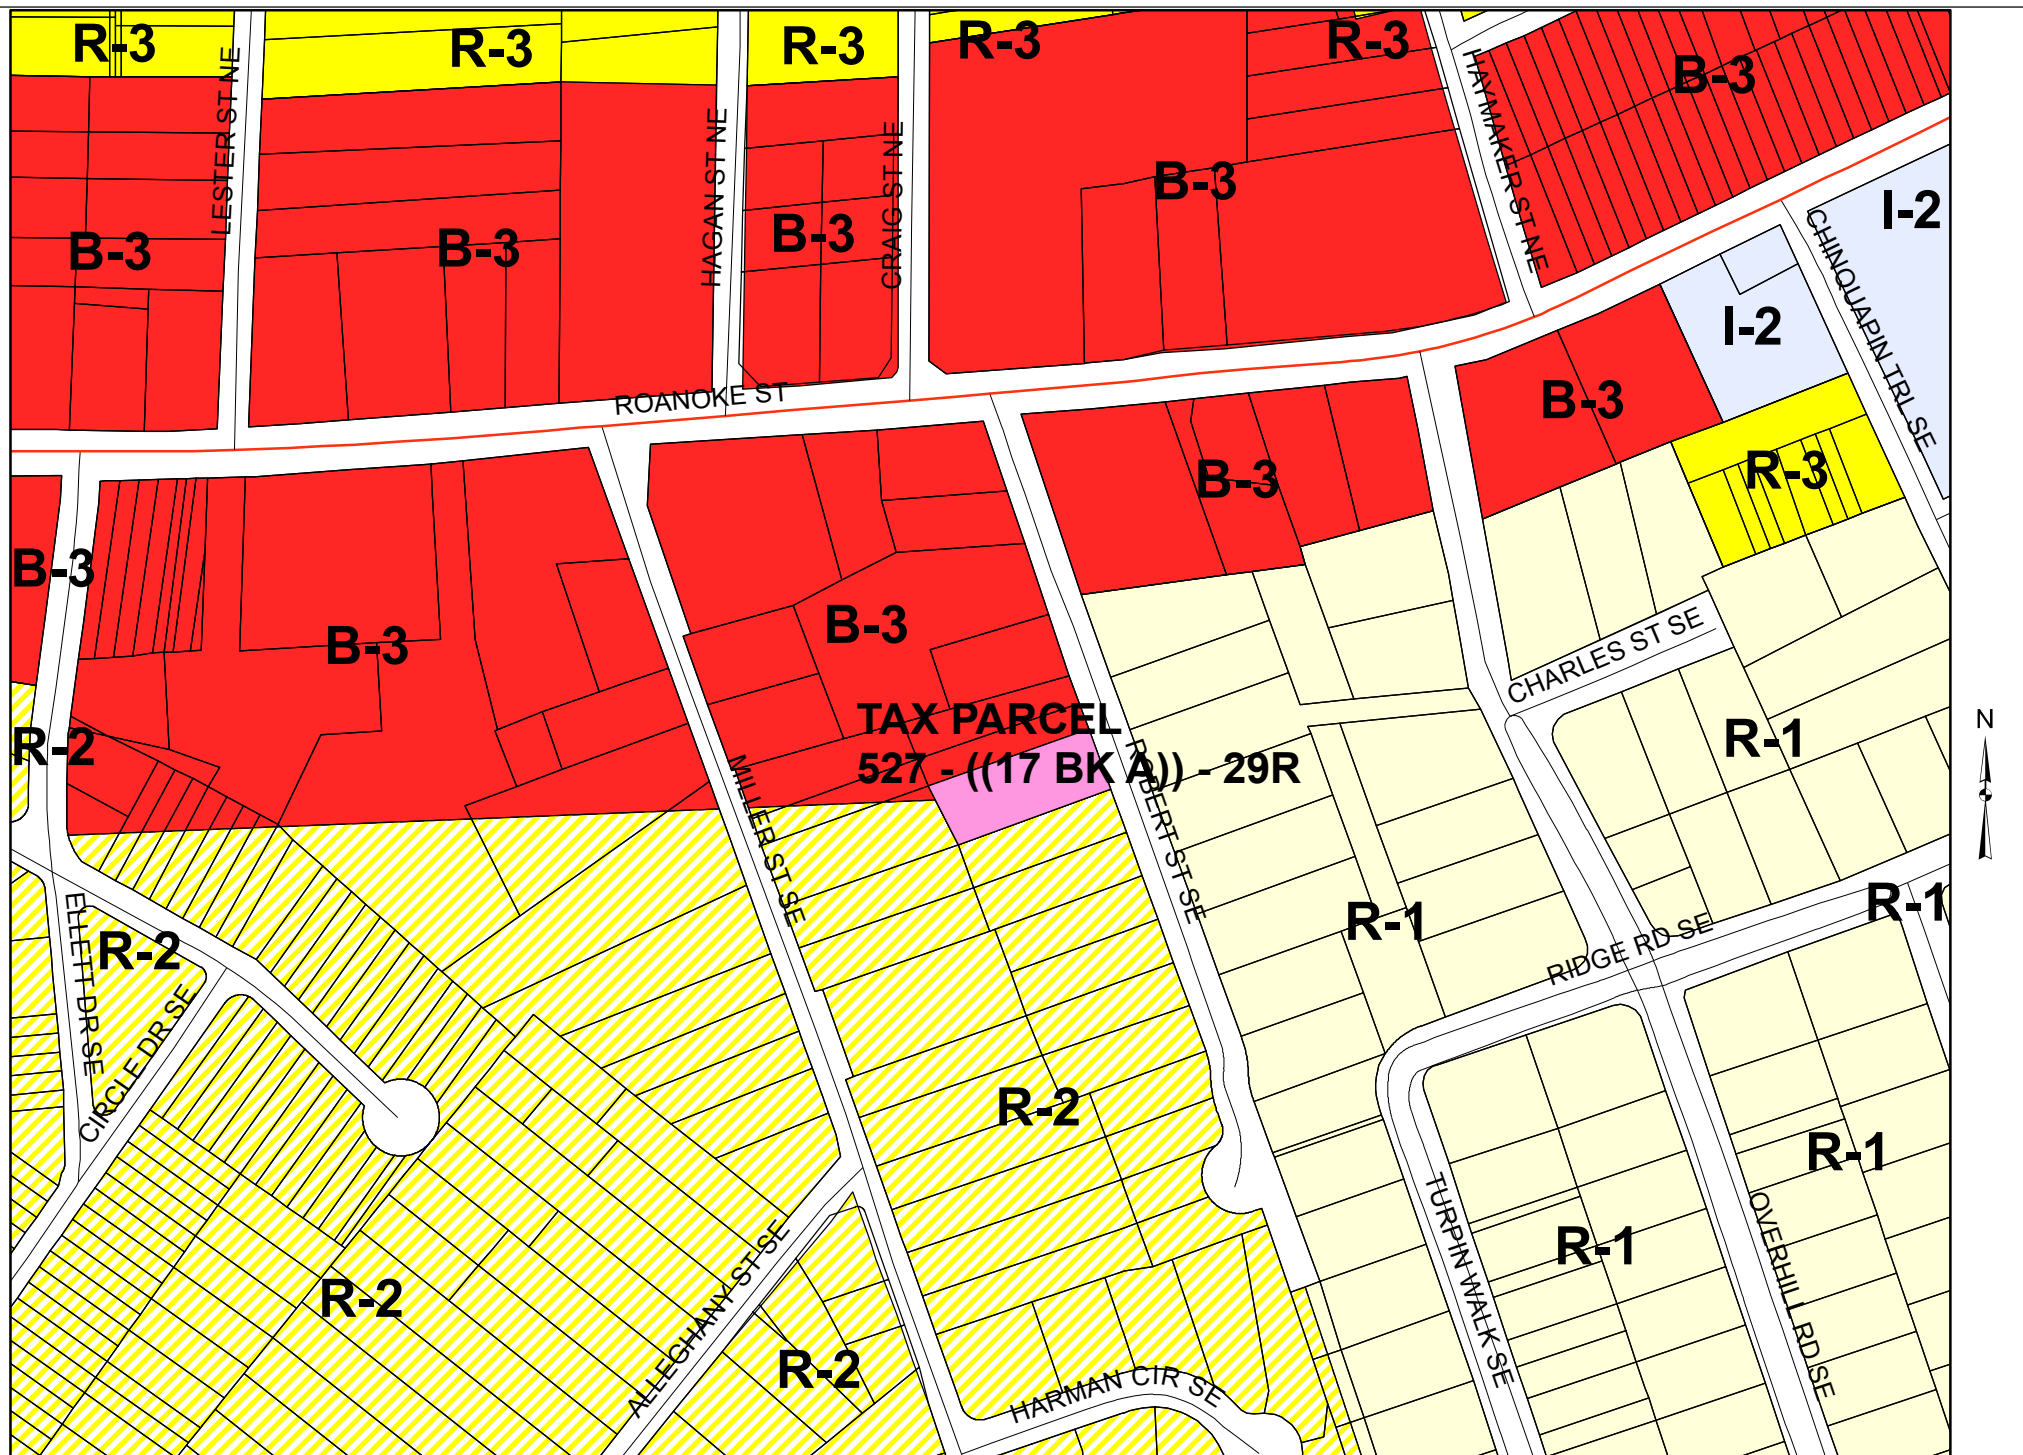 R-3
R-3
R-3
R-3
R-3
B-3
LESTER ST NE
HAGAN ST NE
CRAIG ST NE
HAYMAKER ST NE
B-3
I-2
B-3
B-3
B-3
CHINQUAPIN TRL SE
I-2
ROANOKE ST
B-3
B-3
R-3
B-3
B-3
B-3
CHARLES ST SE
TAX PARCEL
527 - ((17 BK A)) - 29R
R-2
R-1
N
MILLER ST SE
ROBERT ST SE
R-1
R-1
ELLETT DR SE
R-2
RIDGE RD SE
CIRCLE DR SE
R-2
R-1
TURPIN WALK SE
OVERHILL RD SE
R-1
R-2
ALLEGHANY ST SE
R-2
HARMAN CIR SE